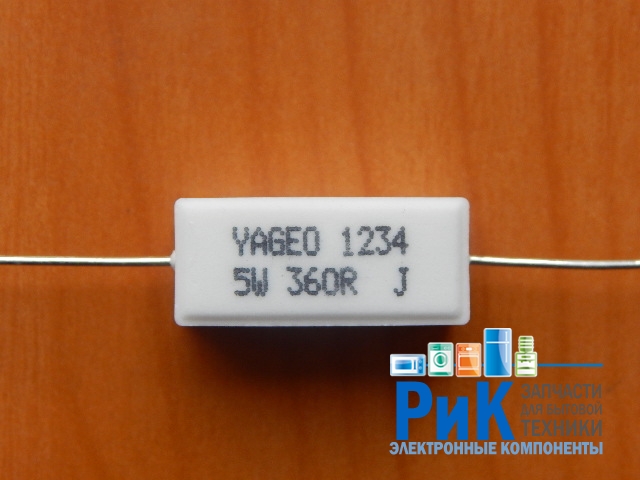 YAGEO 1234
5W 360R J
РиК
ЗАПЧАСТИ
ДЛЯ БЫТОВОЙ
ТЕХНИКИ
ЭЛЕКТРОННЫЕ КОМПОНЕНТЫ